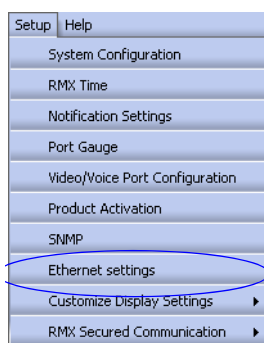 Setup Help
System Configuration
RMX Time
Notification Settings
Port Gauge
Video/Voice Port Configuration
Product Activation
SNMP
Ethernet settings
Customize Display Settings
RMX Secured Communication